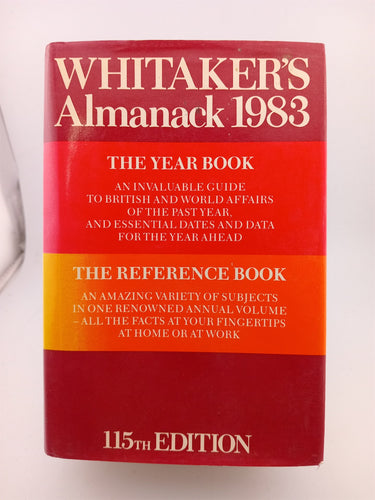 WHITAKER'S
Almanack 1983
THE YEAR BOOK
AN INVALUABLE GUIDE
TO BRITISH AND WORLD AFFAIRS
OF THE PAST YEAR,
AND ESSENTIAL DATES AND DATA
FOR THE YEAR AHEAD
THE REFERENCE BOOK
AN AMAZING VARIETY OF SUBJECTS
IN ONE RENOWNED ANNUAL VOLUME
– ALL THE FACTS AT YOUR FINGERTIPS
AT HOME OR AT WORK
115TH EDITION